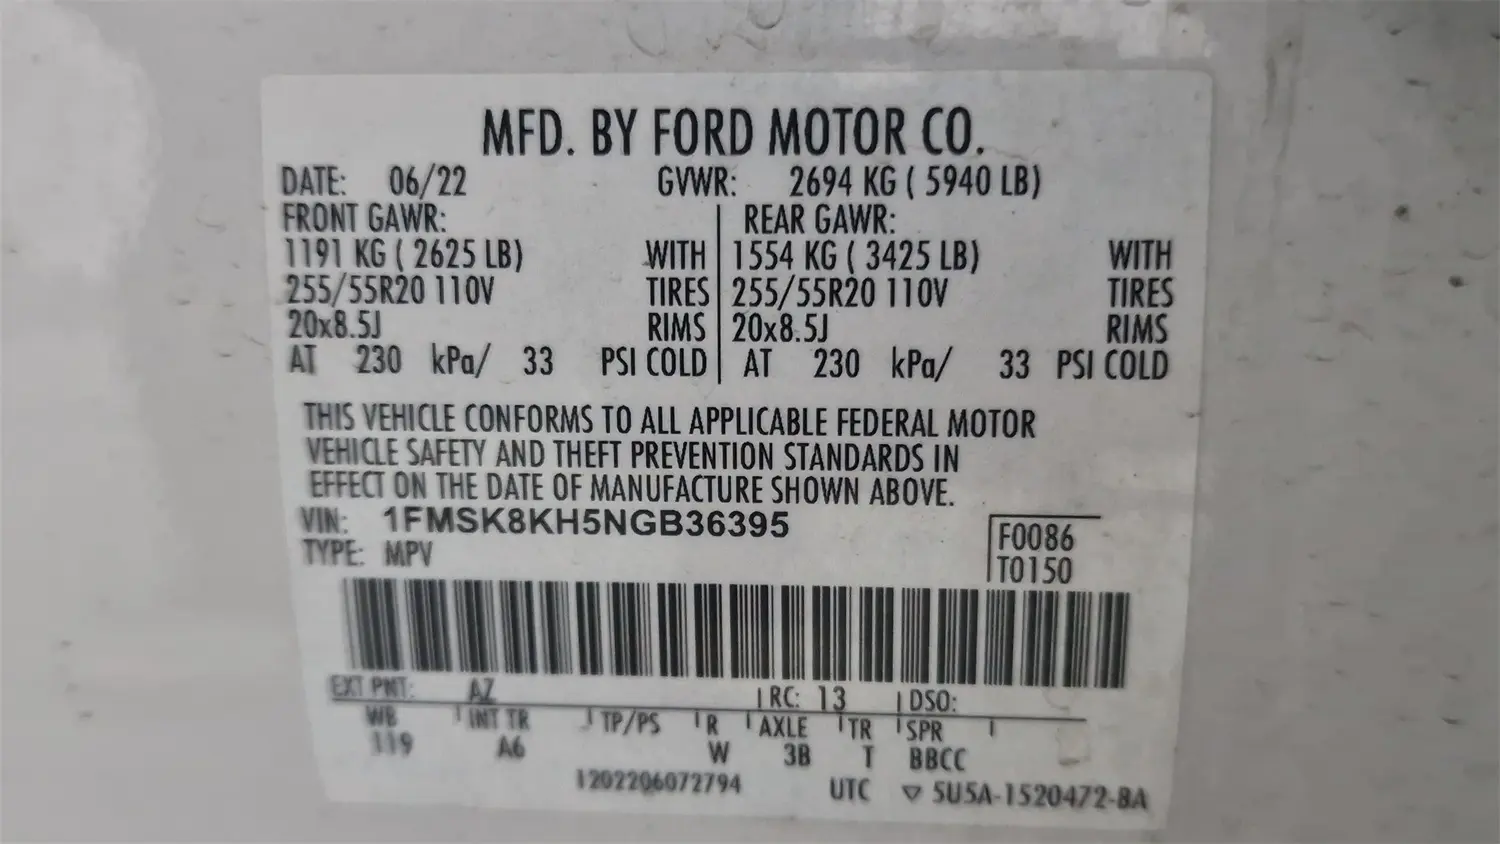 MFD. BY FORD MOTOR CO.
DATE: 06/22 GVWR: 2694 KG ( 5940 LB)
FRONT GAWR: REAR GAWR:
1191 KG ( 2625 LB) WITH 1554 KG ( 3425 LB) WITH
255/55R20 110V TIRES 255/55R20 110V TIRES
20x8.5J RIMS 20x8.5J RIMS
AT 230 kPa/ 33 PSI COLD AT 230 kPa/ 33 PSI COLD
THIS VEHICLE CONFORMS TO ALL APPLICABLE FEDERAL MOTOR
VEHICLE SAFETY AND THEFT PREVENTION STANDARDS IN
EFFECT ON THE DATE OF MANUFACTURE SHOWN ABOVE.
VIN: 1FMSK8KH5NGB36395 F0086
TYPE: MPV T0150
EXT PNT: AZ RC: 13 DSO:
WB INT TR TP/PS R AXLE TR SPR
119 A6 W 3B T BBCC
1202206072794 UTC ▽ 5U5A-1520472-BA